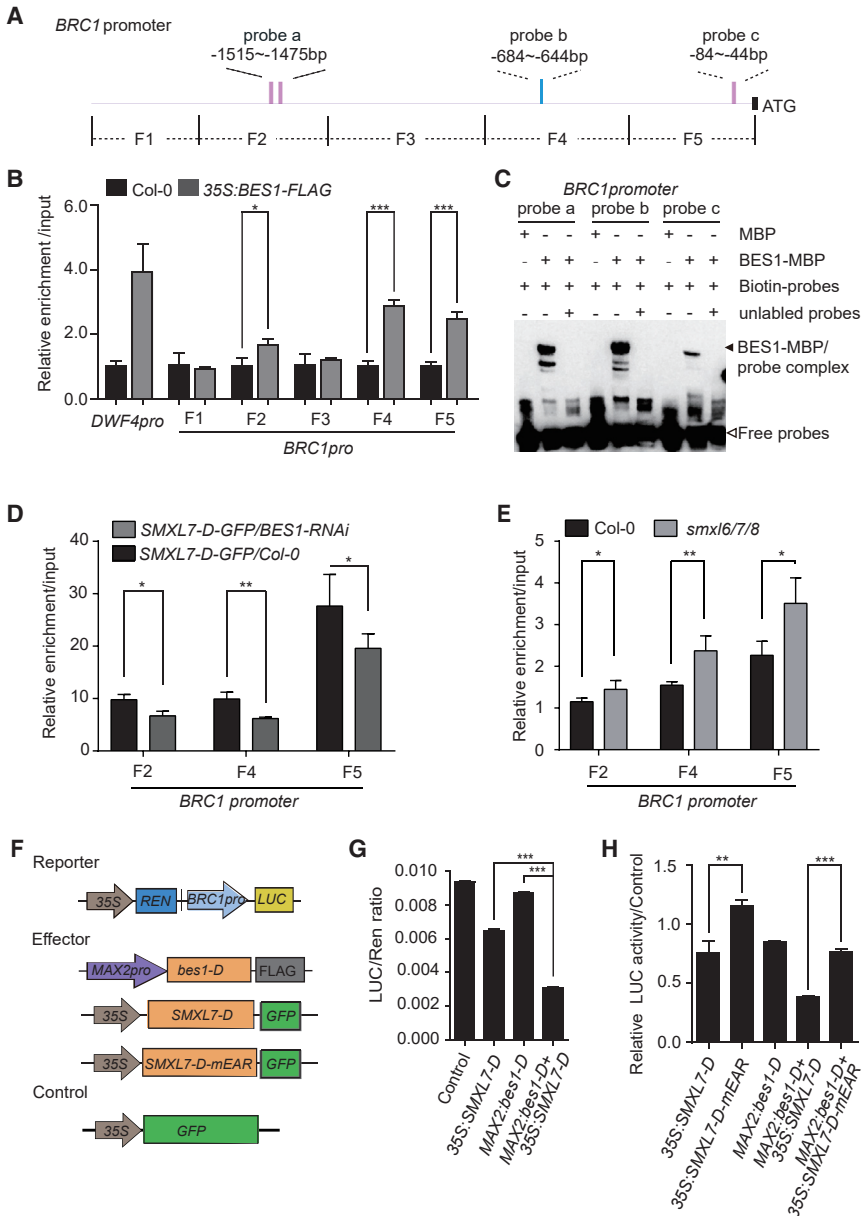 A
BRC1 promoter
probe a
-1515~-1475bp
probe b
-684~-644bp
probe c
-84~-44bp
ATG
F1 F2 F3 F4 F5
B
Col-0 35S:BES1-FLAG
Relative enrichment /input
6.0
4.0
2.0
0.0
* *** ***
DWF4pro F1 F2 F3 F4 F5
BRC1pro
C
BRC1promoter
probe a probe b probe c
+ - - + - - + - - MBP
- + + - + + - + + BES1-MBP
+ + + + + + + + + Biotin-probes
- - + - - + - - + unlabled probes
BES1-MBP/
probe complex
Free probes
D
SMXL7-D-GFP/BES1-RNAi
SMXL7-D-GFP/Col-0
Relative enrichment/input
40
30
20
10
0
* ** *
F2 F4 F5
BRC1 promoter
E
Col-0 smxl6/7/8
Relative enrichment/input
5
4
3
2
1
0
* ** *
F2 F4 F5
BRC1 promoter
F
Reporter
35S REN BRC1pro LUC
Effector
MAX2pro bes1-D FLAG
35S SMXL7-D GFP
35S SMXL7-D-mEAR GFP
Control
35S GFP
G
LUC/Ren ratio
0.010
0.008
0.006
0.004
0.002
0.000
***
***
Control
35S:SMXL7-D
MAX2:bes1-D
MAX2:bes1-D+
35S:SMXL7-D
H
Relative LUC activity/Control
1.5
1.0
0.5
0.0
** ***
35S:SMXL7-D
35S:SMXL7-D-mEAR
MAX2:bes1-D
MAX2:bes1-D+
35S:SMXL7-D
MAX2:bes1-D+
35S:SMXL7-D-mEAR